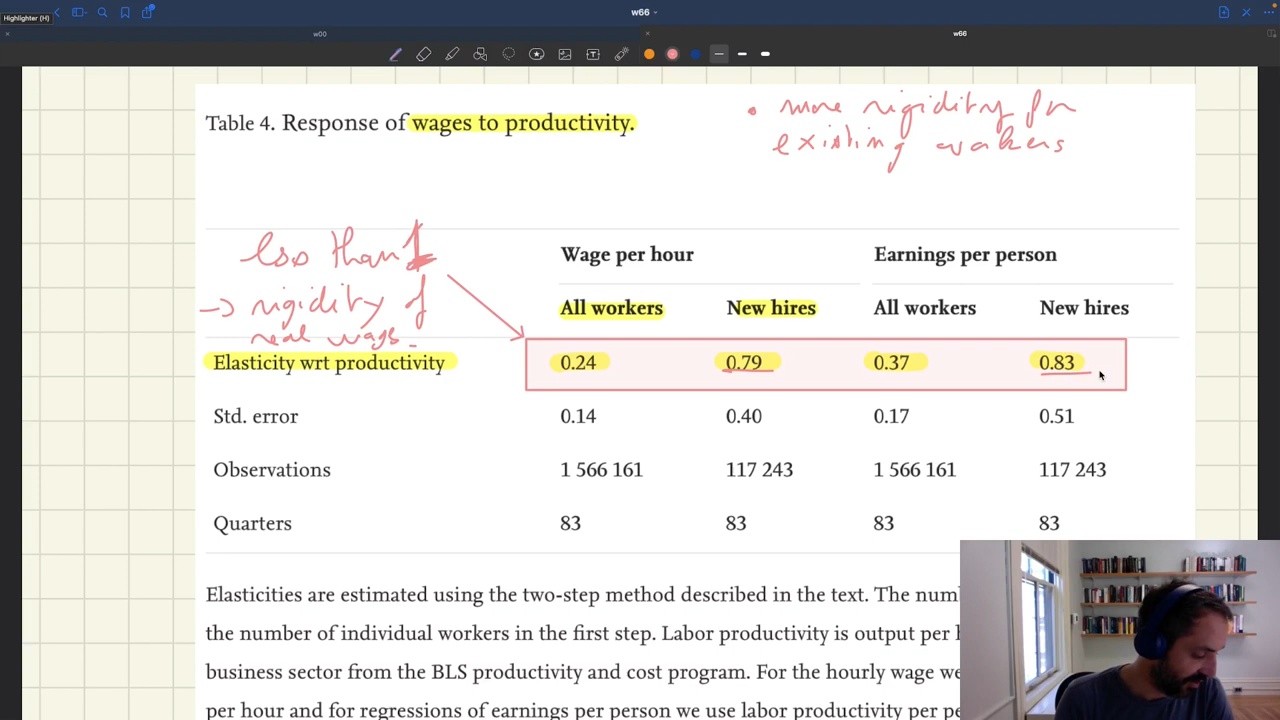 Highlighter (H)
w66
w00
w66
Table 4. Response of wages to productivity.
• more rigidity for
existing workers
less than 1
→ rigidity of
real wages.
Wage per hour
Earnings per person
All workers
New hires
All workers
New hires
Elasticity wrt productivity
0.24
0.79
0.37
0.83
Std. error
0.14
0.40
0.17
0.51
Observations
1 566 161
117 243
1 566 161
117 243
Quarters
83
83
83
83
Elasticities are estimated using the two-step method described in the text. The
the number of individual workers in the first step. Labor productivity is output per
business sector from the BLS productivity and cost program. For the hourly wage
per hour and for regressions of earnings per person we use labor productivity per